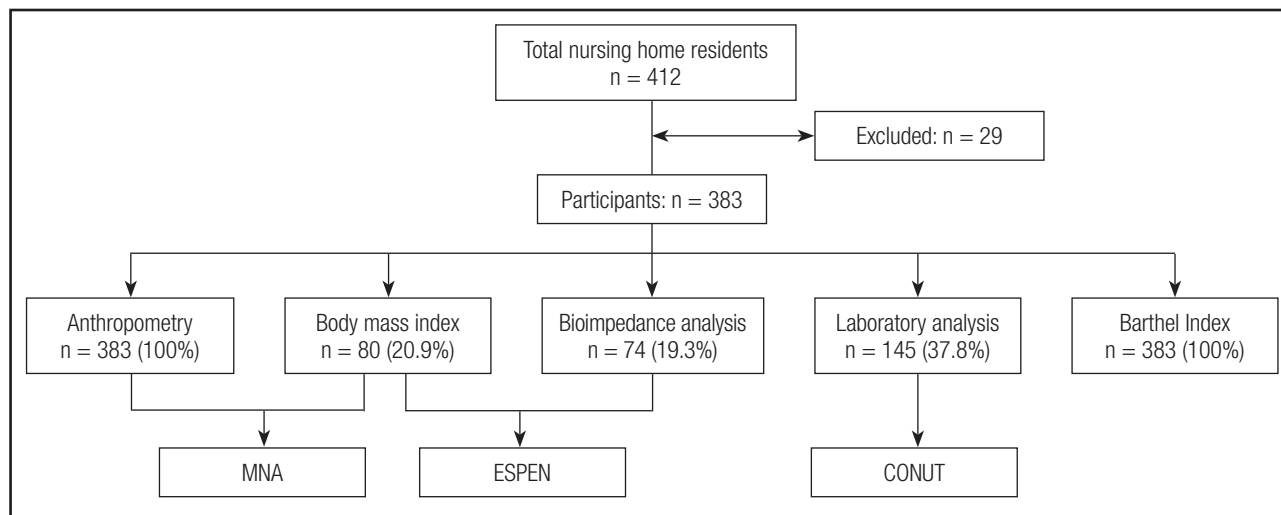 Total nursing home residents
n = 412
Excluded: n = 29
Participants: n = 383
Anthropometry
n = 383 (100%)
Body mass index
n = 80 (20.9%)
Bioimpedance analysis
n = 74 (19.3%)
Laboratory analysis
n = 145 (37.8%)
Barthel Index
n = 383 (100%)
MNA
ESPEN
CONUT